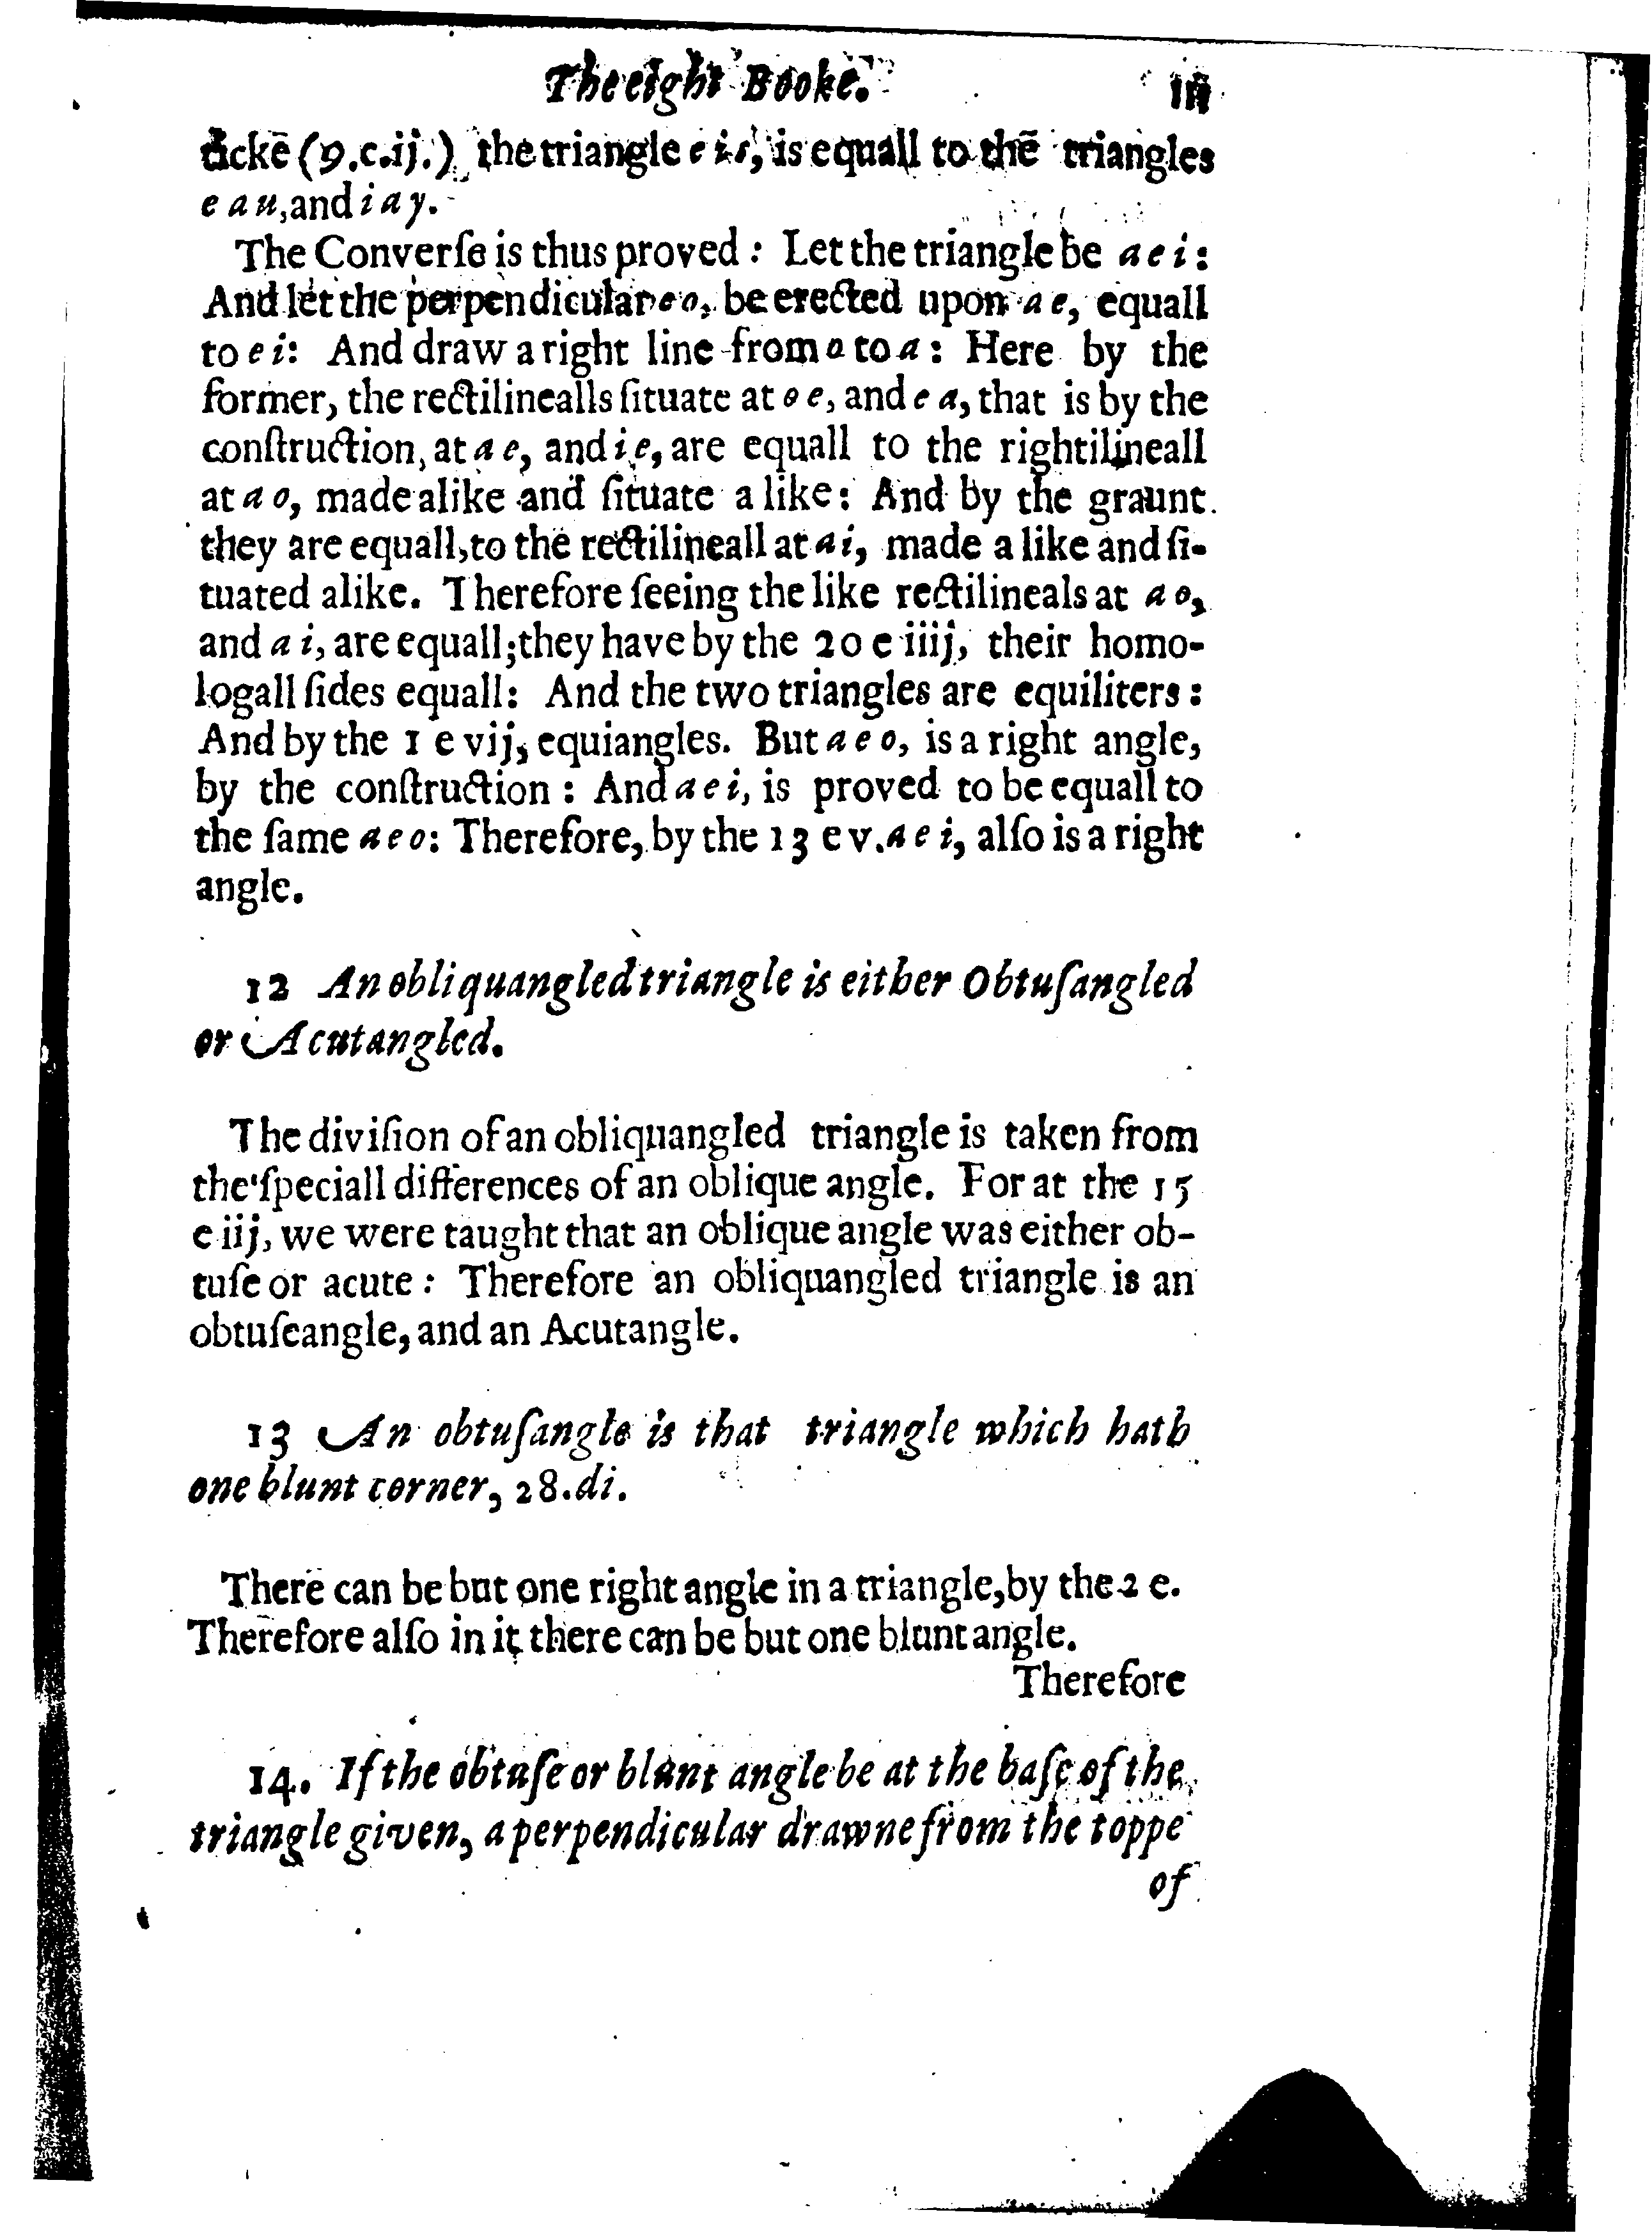 The eight Booke. 111
tickē (9.c.ij.) the triangle e is, is equall to thē triangles
e a u, and i a y.
The Converſe is thus proved : Let the triangle be a e i :
And let the perpendicular e o, be erected upon a e, equall
to e i : And draw a right line from o to a : Here by the
former, the rectilinealls ſituate at o e, and e a, that is by the
conſtruction, at a e, and i e, are equall to the rightilineall
at a o, made alike and ſituate a like : And by the graunt.
they are equall, to the rectilineall at a i, made a like and ſi-
tuated alike. Therefore ſeeing the like rectilineals at a o,
and a i, are equall; they have by the 20 e iiij, their homo-
logall ſides equall : And the two triangles are equiliters :
And by the 1 e vij, equiangles. But a e o, is a right angle,
by the conſtruction : And a e i, is proved to be equall to
the ſame a e o : Therefore, by the 13 e v. a e i, alſo is a right
angle.
12 An obliquangled triangle is either Obtuſangled
or Acutangled.
The diviſion of an obliquangled triangle is taken from
the ſpeciall differences of an oblique angle. For at the 15
e iij, we were taught that an oblique angle was either ob-
tuſe or acute : Therefore an obliquangled triangle is an
obtuſeangle, and an Acutangle.
13 An obtuſangle is that triangle which hath
one blunt corner, 28.di.
There can be but one right angle in a triangle, by the 2 e.
Therefore alſo in it there can be but one blunt angle.
Therefore
14. If the obtuſe or blunt angle be at the baſe of the
triangle given, a perpendicular drawne from the toppe
of